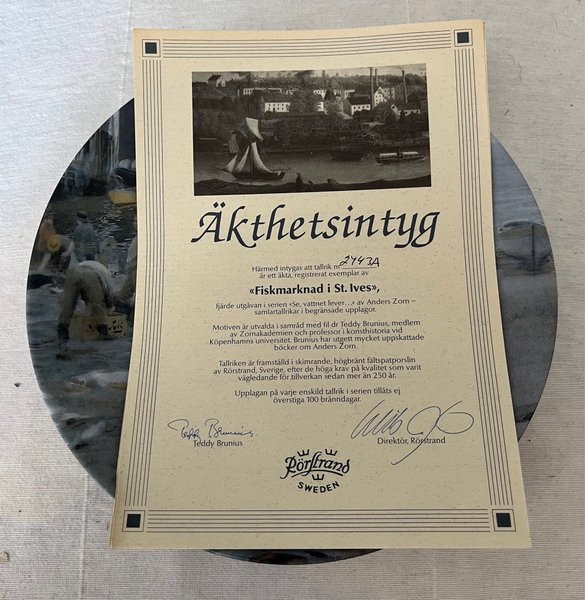 Äkthetsintyg
Härmed intygas att tallrik nr 2443A
är ett äkta, registrerat exemplar av
«Fiskmarknad i St. Ives»,
fjärde utgåvan i serien «Se, vattnet lever…» av Anders Zorn –
samlartallrikar i begränsade upplagor.
Motiven är utvalda i samråd med fil dr Teddy Brunius, medlem
av Zornakademien och professor i konsthistoria vid
Köpenhamns universitet. Brunius har utgett mycket uppskattade
böcker om Anders Zorn.
Tallriken är framställd i skimrande, högbränt fältspatporslin
av Rörstrand, Sverige, efter de höga krav på kvalitet som varit
vägledande för tillverkan sedan mer än 250 år.
Upplagan på varje enskild tallrik i serien tillåts ej
överstiga 100 bränndagar.
Teddy Brunius
Teddy Brunius
Direktör, Rörstrand
Rörstrand
SWEDEN